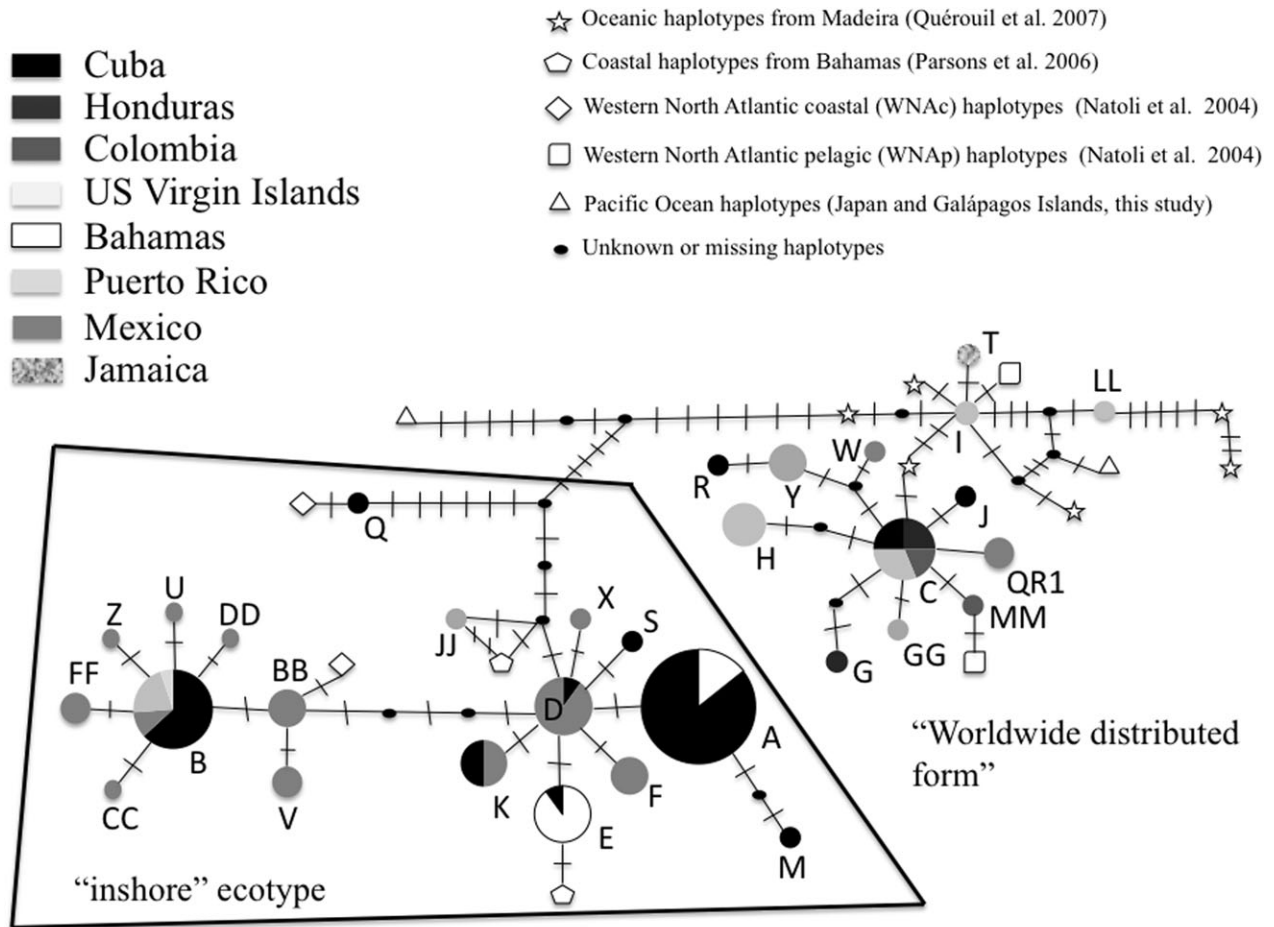 Cuba
Honduras
Colombia
US Virgin Islands
Bahamas
Puerto Rico
Mexico
Jamaica
Oceanic haplotypes from Madeira (Quérouil et al. 2007)
Coastal haplotypes from Bahamas (Parsons et al. 2006)
Western North Atlantic coastal (WNAc) haplotypes (Natoli et al. 2004)
Western North Atlantic pelagic (WNAp) haplotypes (Natoli et al. 2004)
Pacific Ocean haplotypes (Japan and Galápagos Islands, this study)
Unknown or missing haplotypes
T
LL
I
W
R
Y
J
H
C
QR1
MM
GG
G
Q
U
Z
DD
X
S
JJ
FF
BB
D
A
B
K
F
CC
V
E
M
“Worldwide distributed
form”
“inshore” ecotype